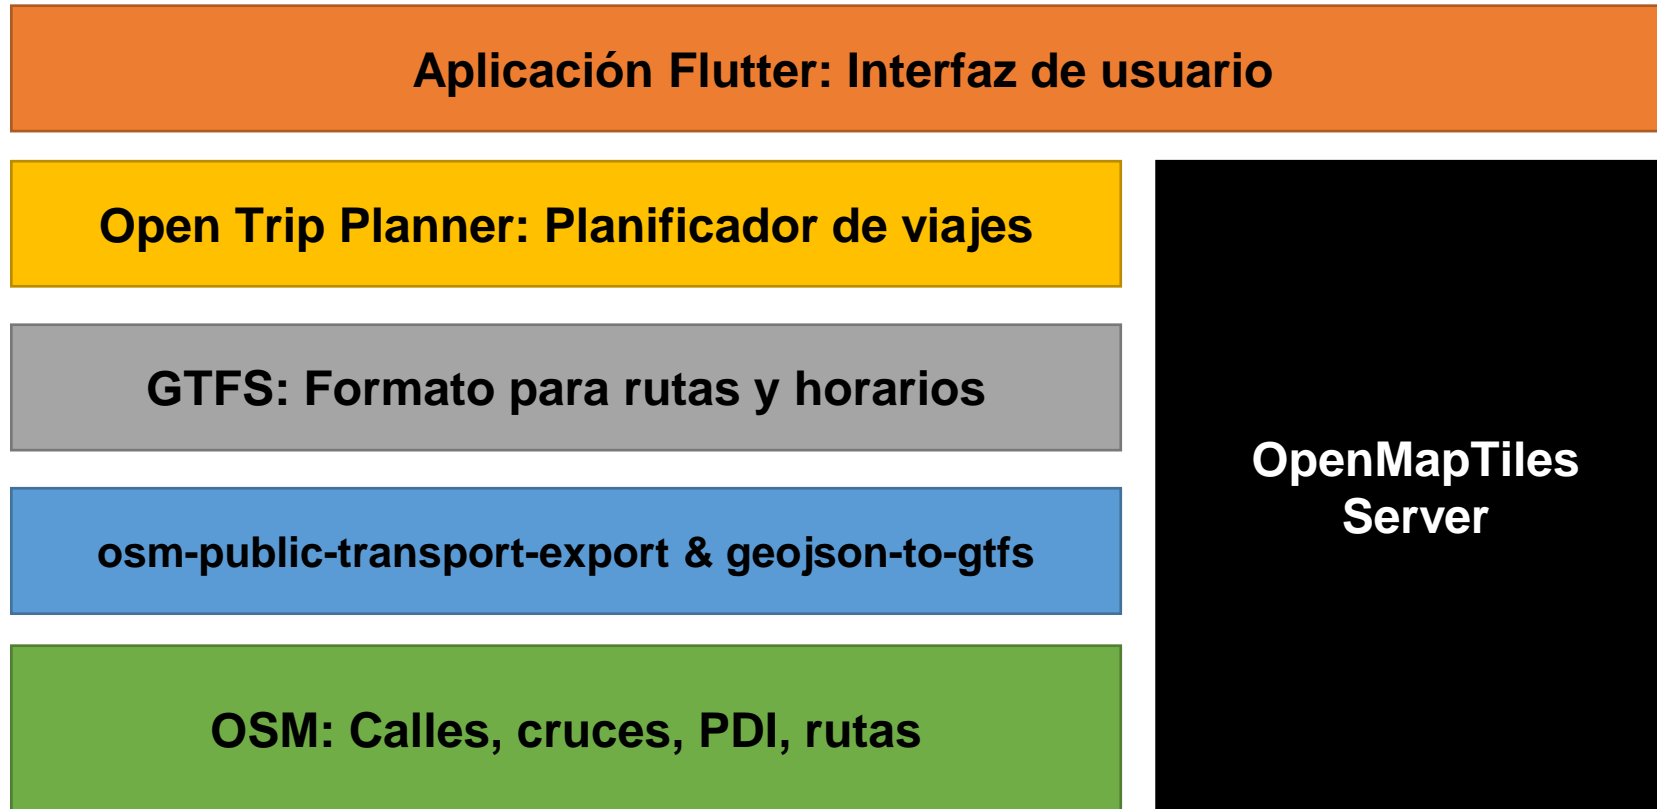 Aplicación Flutter: Interfaz de usuario
Open Trip Planner: Planificador de viajes
GTFS: Formato para rutas y horarios
osm-public-transport-export & geojson-to-gtfs
OSM: Calles, cruces, PDI, rutas
OpenMapTiles
Server